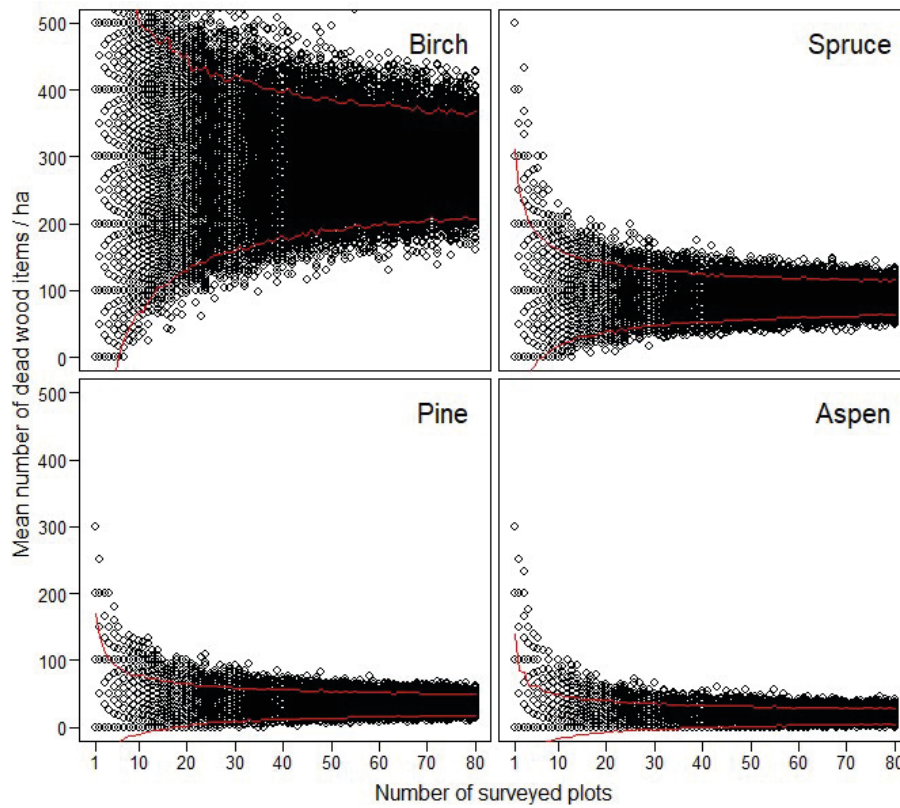 Mean number of dead wood items / ha
500
400
300
200
100
0
Birch
Spruce
500
400
300
200
100
0
Pine
Aspen
1 10 20 30 40 50 60 70 80
1 10 20 30 40 50 60 70 80
Number of surveyed plots